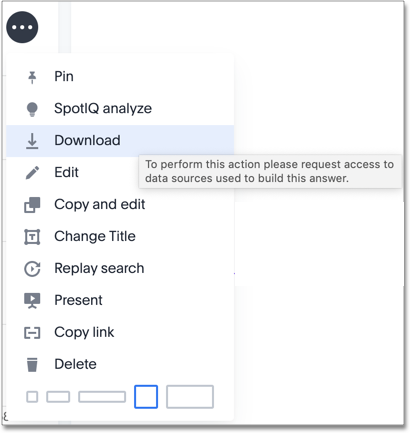 Pin
SpotIQ analyze
Download
To perform this action please request access to
data sources used to build this answer.
Edit
Copy and edit
Change Title
Replay search
Present
Copy link
Delete